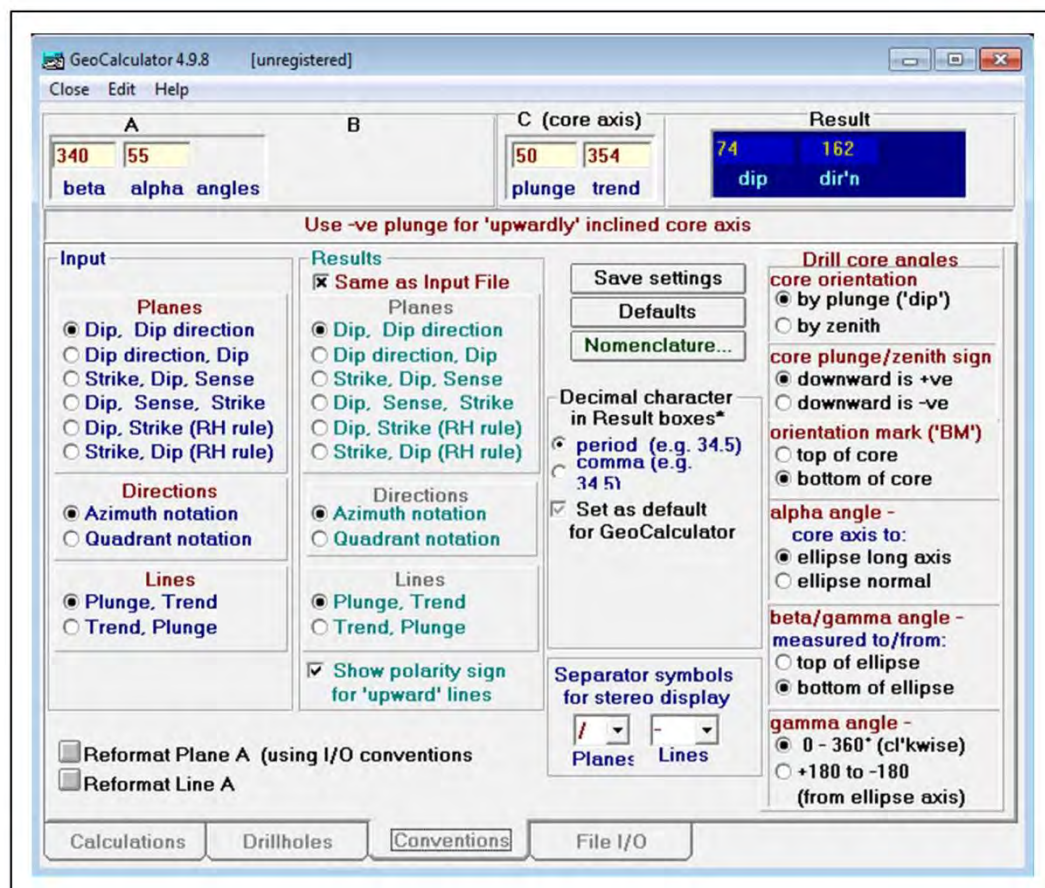 GeoCalculator 4.9.8 [unregistered]
Close Edit Help
A B C (core axis) Result
340 55 50 354 74 162
beta alpha angles plunge trend dip dir'n
Use -ve plunge for 'upwardly' inclined core axis
Input
Planes
Dip, Dip direction
Dip direction, Dip
Strike, Dip, Sense
Dip, Sense, Strike
Dip, Strike (RH rule)
Strike, Dip (RH rule)
Directions
Azimuth notation
Quadrant notation
Lines
Plunge, Trend
Trend, Plunge
Results
Same as Input File
Planes
Dip, Dip direction
Dip direction, Dip
Strike, Dip, Sense
Dip, Sense, Strike
Dip, Strike (RH rule)
Strike, Dip (RH rule)
Directions
Azimuth notation
Quadrant notation
Lines
Plunge, Trend
Trend, Plunge
Show polarity sign
for 'upward' lines
Reformat Plane A (using I/O conventions
Reformat Line A
Save settings
Defaults
Nomenclature...
Decimal character
in Result boxes*
period (e.g. 34.5)
comma (e.g.
34,5)
Set as default
for GeoCalculator
Separator symbols
for stereo display
/ -
Planes Lines
Drill core angles
core orientation
by plunge ('dip')
by zenith
core plunge/zenith sign
downward is +ve
downward is -ve
orientation mark ('BM')
top of core
bottom of core
alpha angle -
core axis to:
ellipse long axis
ellipse normal
beta/gamma angle -
measured to/from:
top of ellipse
bottom of ellipse
gamma angle -
0 - 360° (cl'kwise)
+180 to -180
(from ellipse axis)
Calculations Drillholes Conventions File I/O